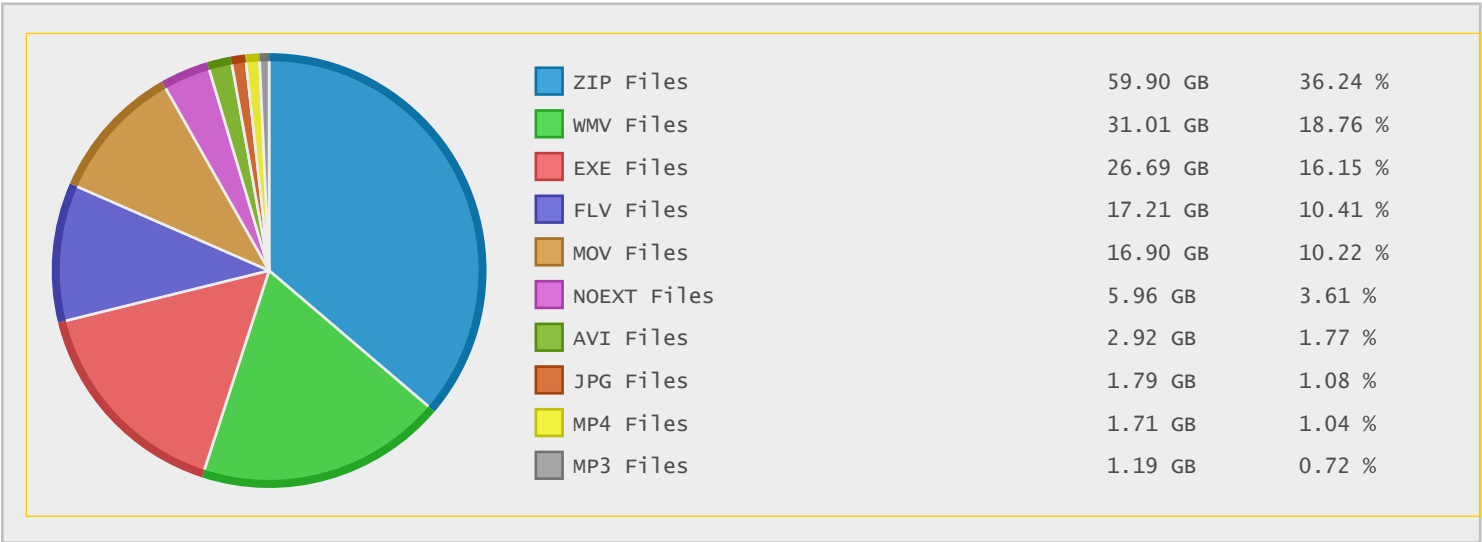 ZIP Files 59.90 GB 36.24 %
WMV Files 31.01 GB 18.76 %
EXE Files 26.69 GB 16.15 %
FLV Files 17.21 GB 10.41 %
MOV Files 16.90 GB 10.22 %
NOEXT Files 5.96 GB 3.61 %
AVI Files 2.92 GB 1.77 %
JPG Files 1.79 GB 1.08 %
MP4 Files 1.71 GB 1.04 %
MP3 Files 1.19 GB 0.72 %